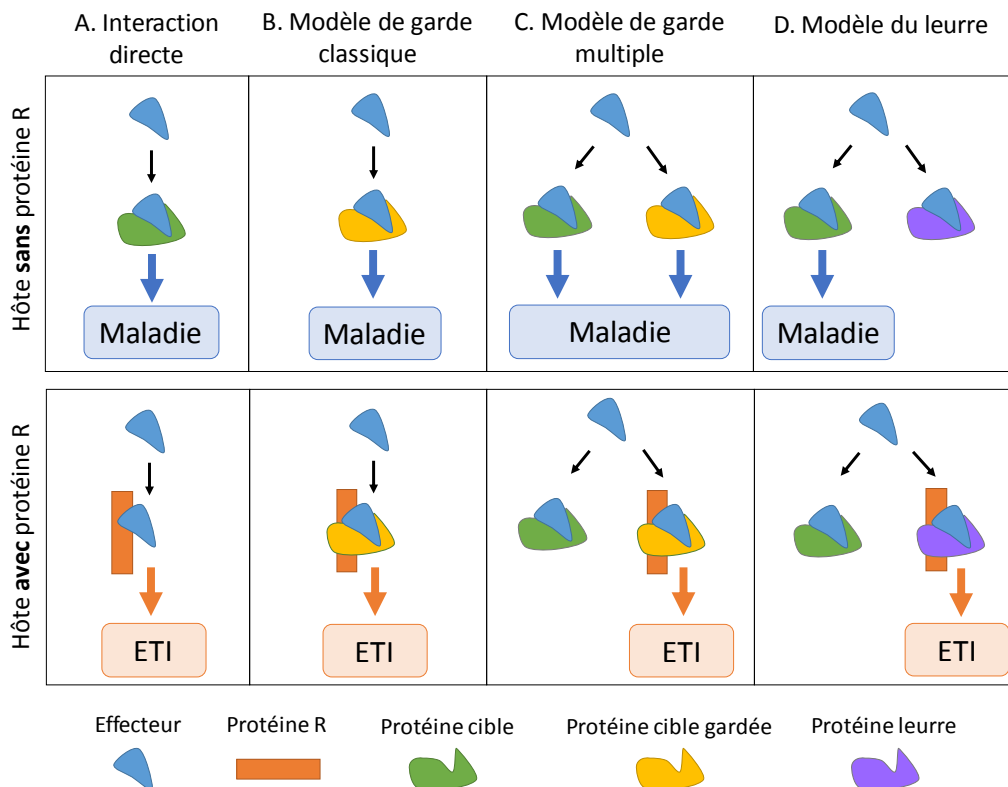 A. Interaction
directe
B. Modèle de garde
classique
C. Modèle de garde
multiple
D. Modèle du leurre
Hôte sans protéine R
Maladie
Maladie
Maladie
Maladie
Hôte avec protéine R
ETI
ETI
ETI
ETI
Effecteur
Protéine R
Protéine cible
Protéine cible gardée
Protéine leurre